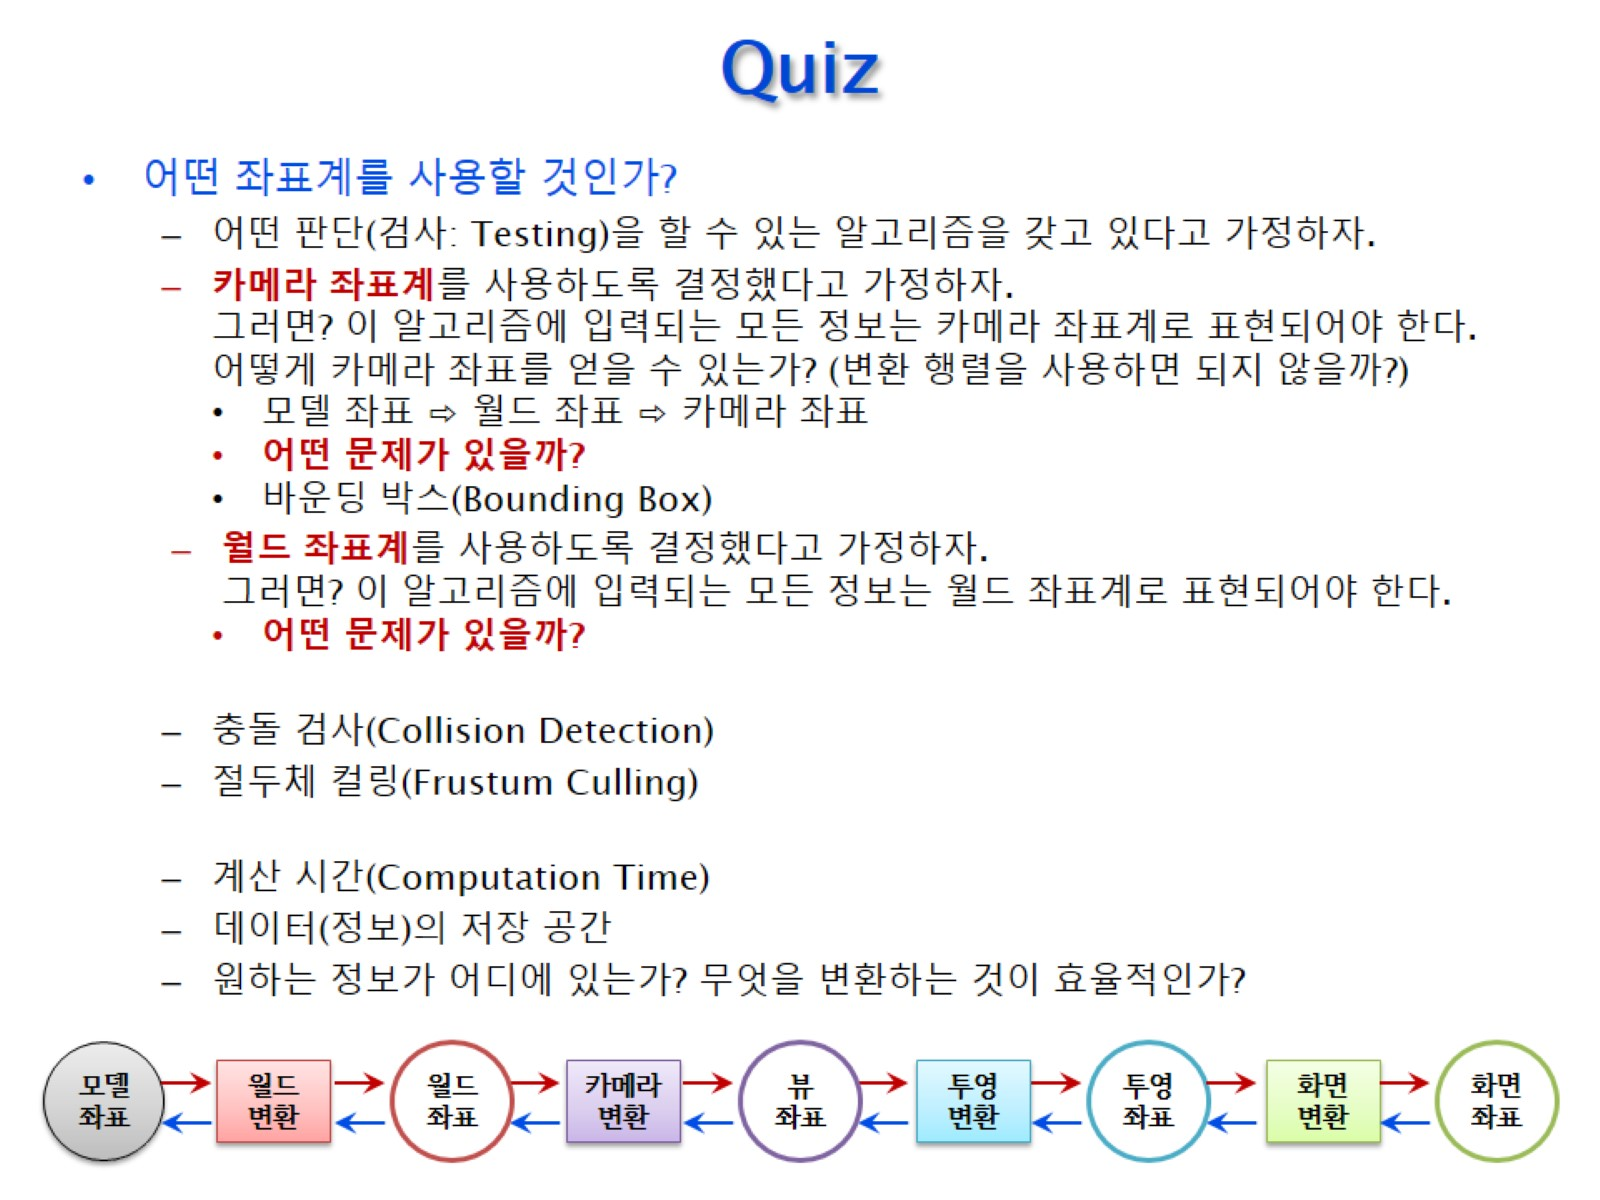 Quiz
• 어떤 좌표계를 사용할 것인가?
– 어떤 판단(검사: Testing)을 할 수 있는 알고리즘을 갖고 있다고 가정하자.
– 카메라 좌표계를 사용하도록 결정했다고 가정하자.
그러면? 이 알고리즘에 입력되는 모든 정보는 카메라 좌표계로 표현되어야 한다.
어떻게 카메라 좌표를 얻을 수 있는가? (변환 행렬을 사용하면 되지 않을까?)
• 모델 좌표 ⇨ 월드 좌표 ⇨ 카메라 좌표
• 어떤 문제가 있을까?
• 바운딩 박스(Bounding Box)
– 월드 좌표계를 사용하도록 결정했다고 가정하자.
그러면? 이 알고리즘에 입력되는 모든 정보는 월드 좌표계로 표현되어야 한다.
• 어떤 문제가 있을까?
– 충돌 검사(Collision Detection)
– 절두체 컬링(Frustum Culling)
– 계산 시간(Computation Time)
– 데이터(정보)의 저장 공간
– 원하는 정보가 어디에 있는가? 무엇을 변환하는 것이 효율적인가?
모델
좌표
월드
변환
월드
좌표
카메라
변환
뷰
좌표
투영
변환
투영
좌표
화면
변환
화면
좌표